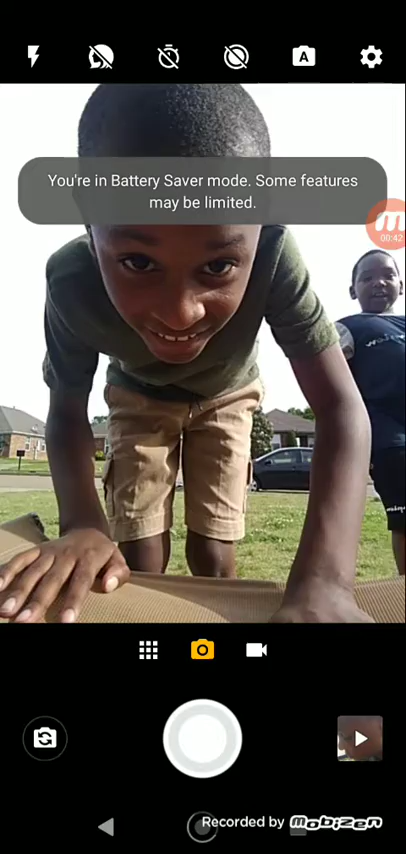 A
You're in Battery Saver mode. Some features
may be limited.
00:42
Recorded by Mobizen